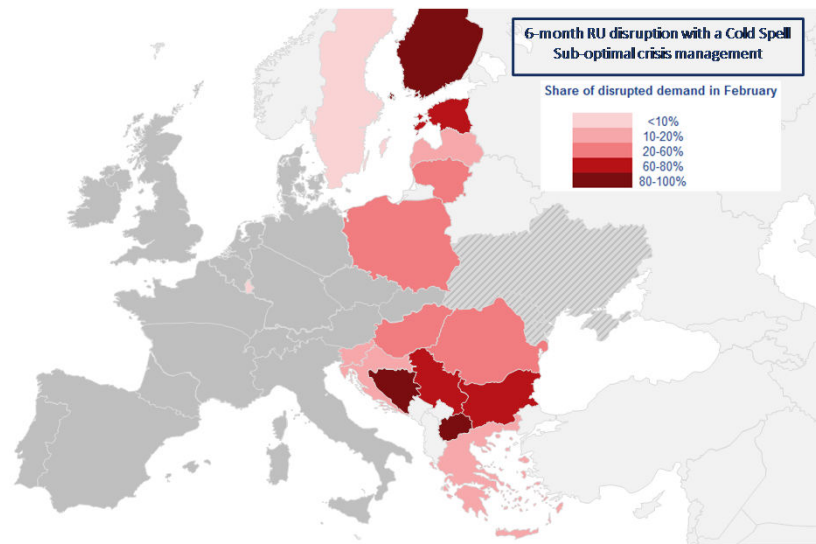 6-month RU disruption with a Cold Spell
Sub-optimal crisis management
Share of disrupted demand in February
<10%
10-20%
20-60%
60-80%
80-100%